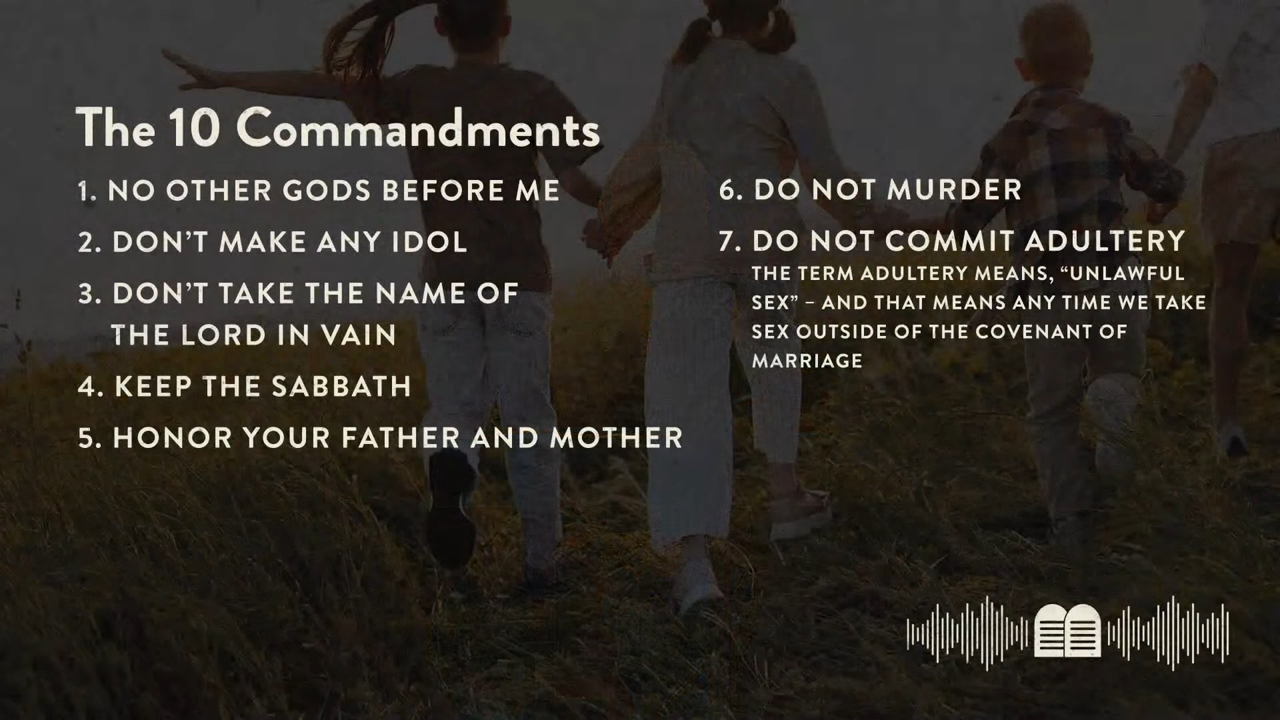 The 10 Commandments
1. NO OTHER GODS BEFORE ME
2. DON’T MAKE ANY IDOL
3. DON’T TAKE THE NAME OF
THE LORD IN VAIN
4. KEEP THE SABBATH
5. HONOR YOUR FATHER AND MOTHER
6. DO NOT MURDER
7. DO NOT COMMIT ADULTERY
THE TERM ADULTERY MEANS, “UNLAWFUL
SEX” – AND THAT MEANS ANY TIME WE TAKE
SEX OUTSIDE OF THE COVENANT OF
MARRIAGE